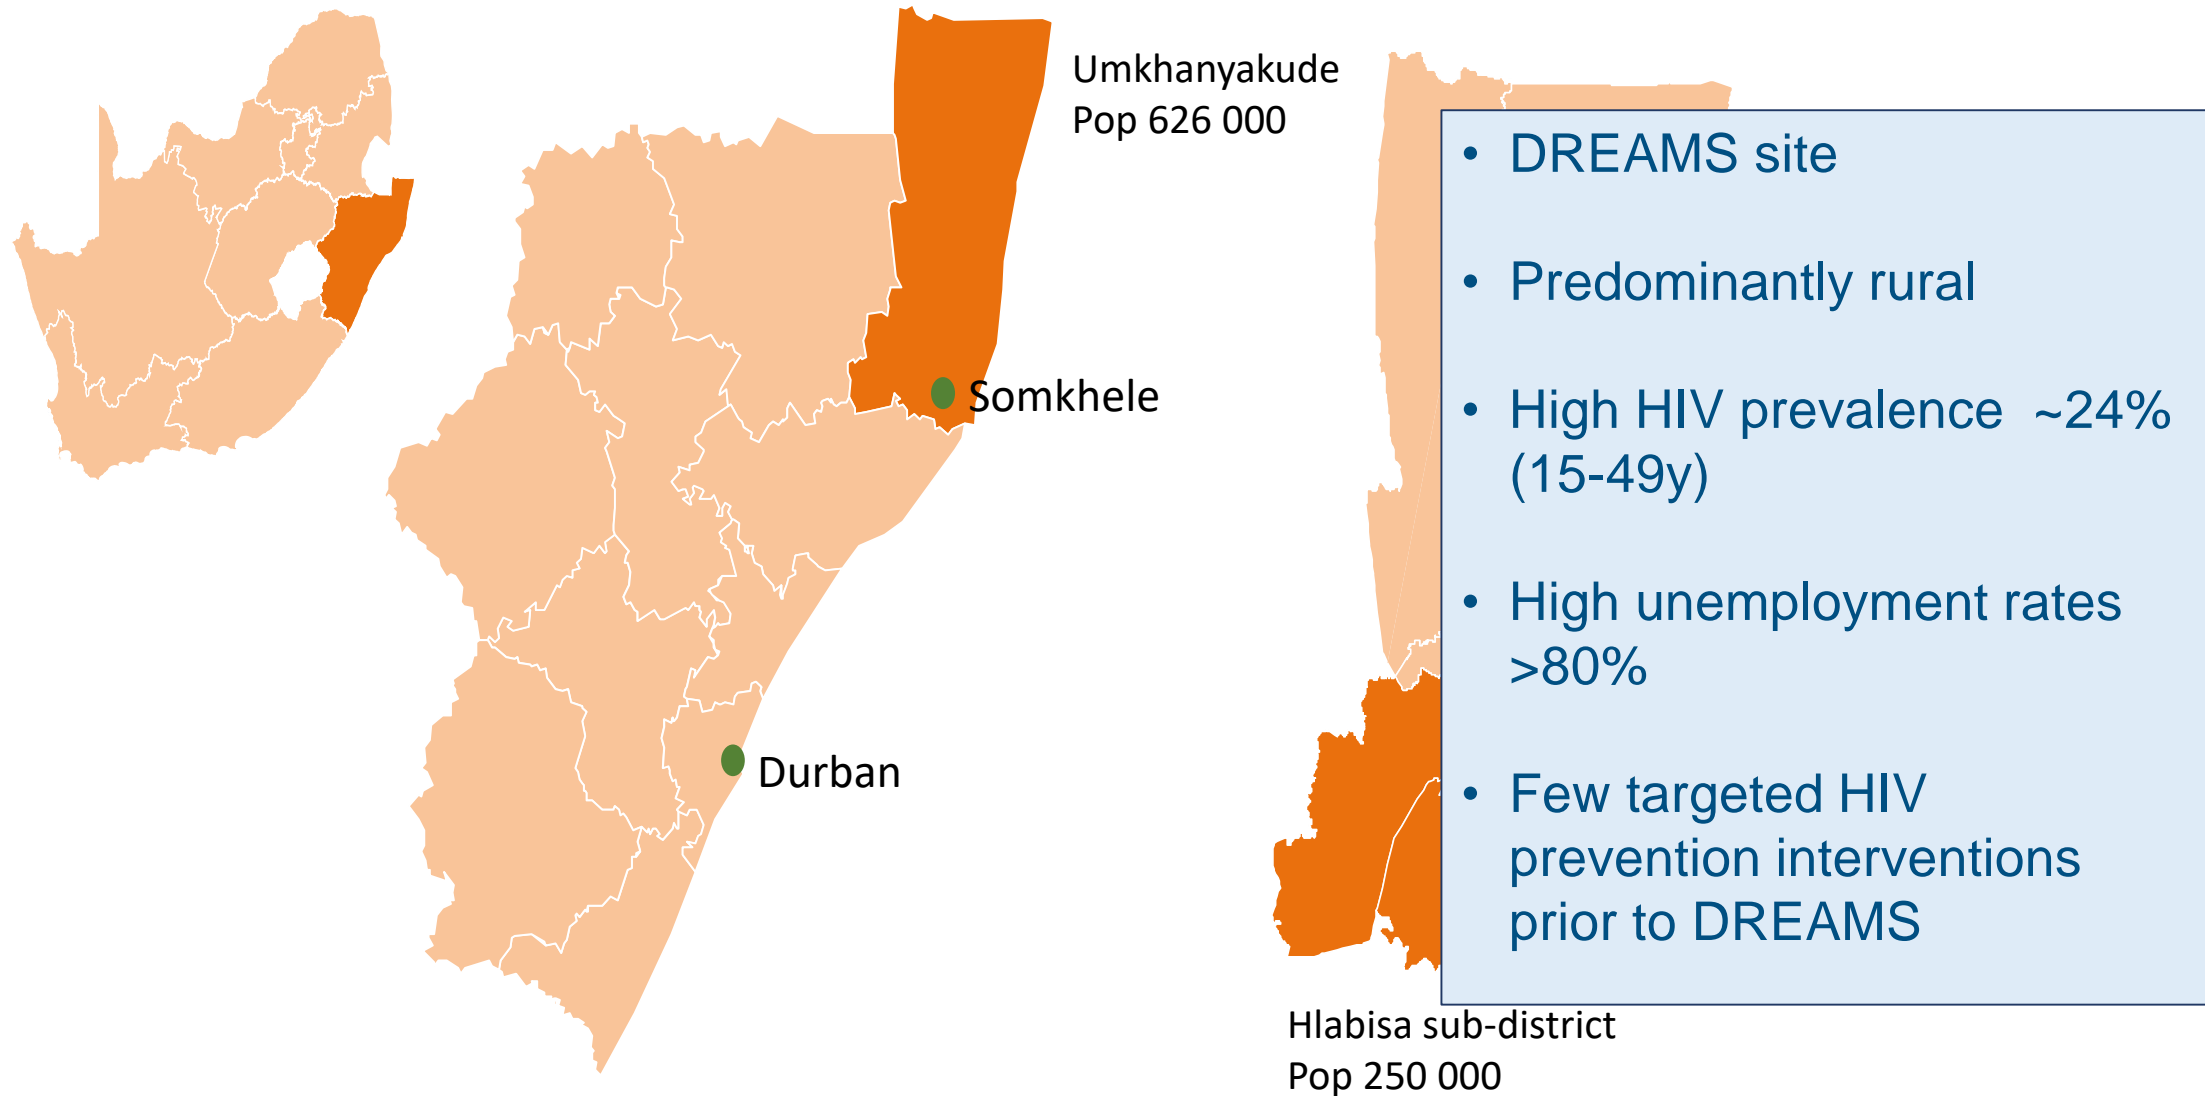 Umkhanyakude
Pop 626 000
Somkhele
Durban
• DREAMS site
• Predominantly rural
• High HIV prevalence  ~24%
(15-49y)
• High unemployment rates
>80%
• Few targeted HIV
prevention interventions
prior to DREAMS
Hlabisa sub-district
Pop 250 000